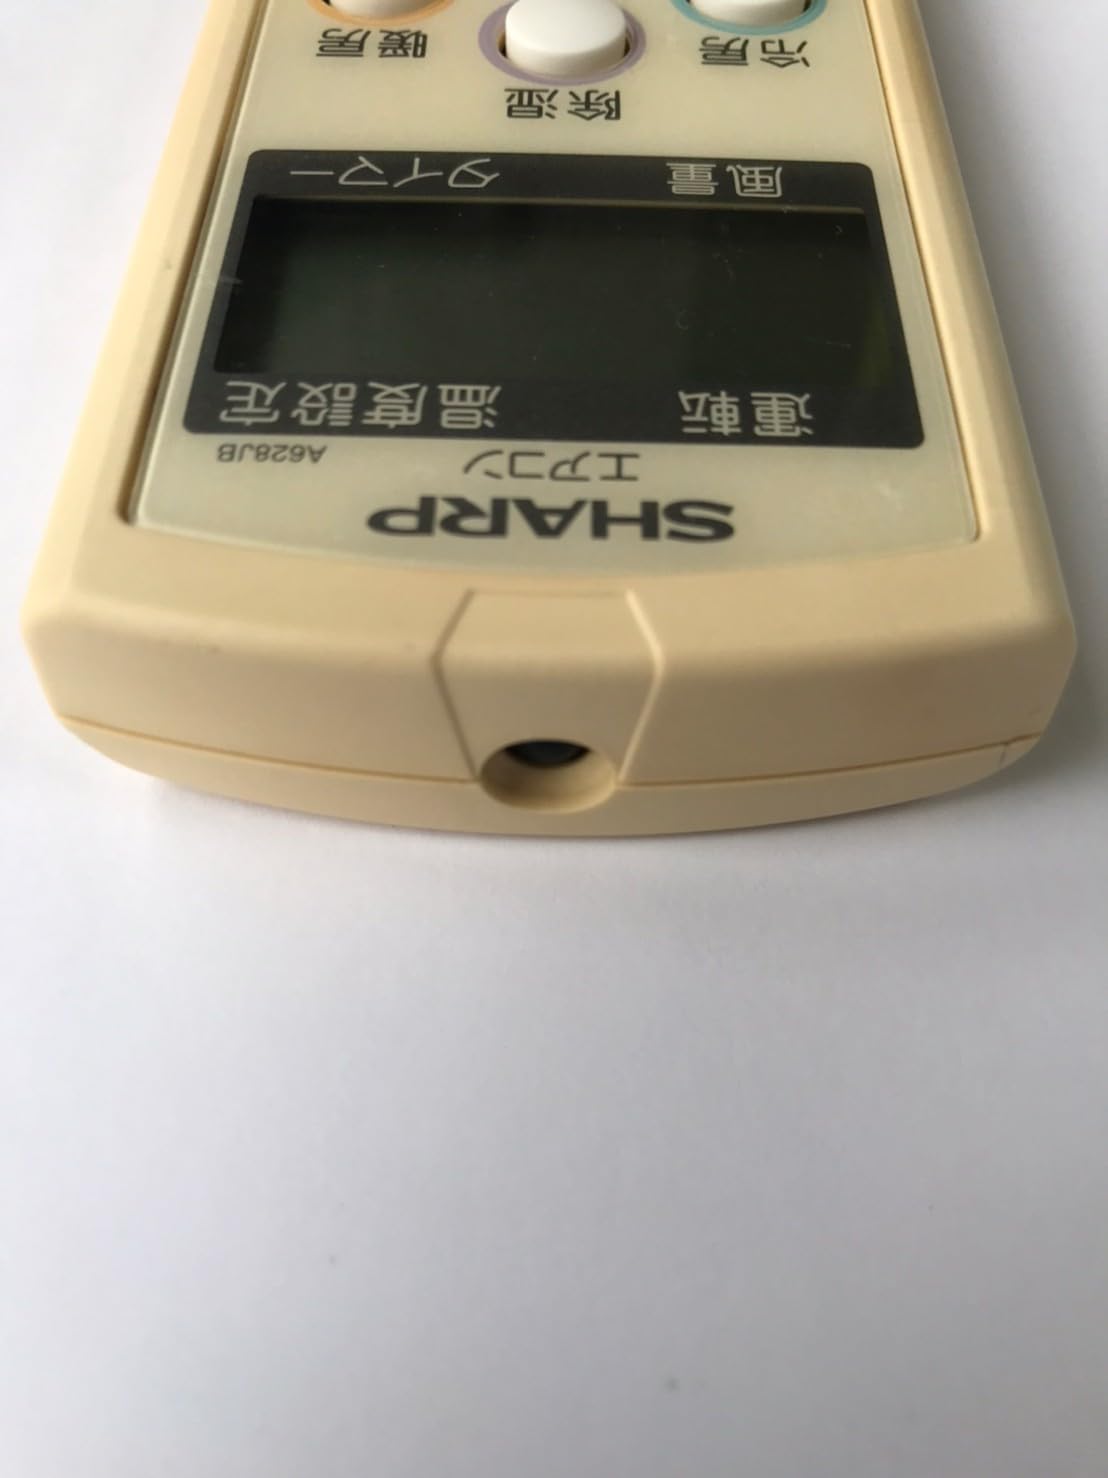 SHARP
エアコン
A628JB
運転 温度設定
風量 タイマー
除湿
冷房 暖房